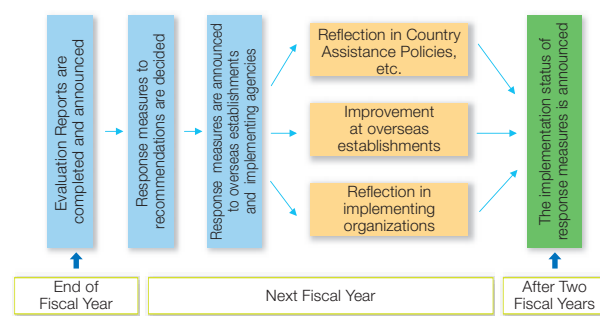 Evaluation Reports are
completed and announced
Response measures to
recommendations are decided
Response measures are announced
to overseas establishments
and implementing agencies
Reflection in Country
Assistance Policies,
etc.
Improvement
at overseas
establishments
Reflection in
implementing
organizations
The implementation status of
response measures is announced
End of
Fiscal Year
Next Fiscal Year
After Two
Fiscal Years